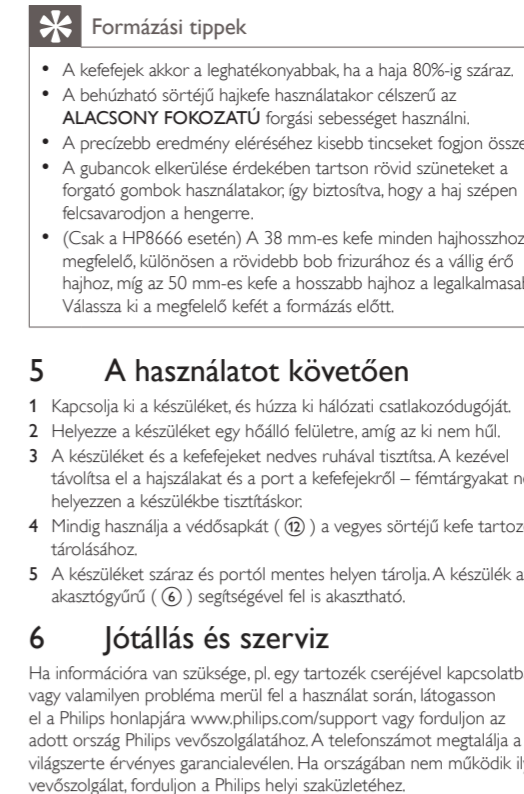 Formázási tippek
• A kefefejek akkor a leghatékonyabbak, ha a haja 80%-ig száraz.
• A behúzható sörtéjű hajkefe használatakor célszerű az
ALACSONY FOKOZATÚ forgási sebességet használni.
• A precízebb eredmény eléréséhez kisebb tincseket fogjon össze
• A gubancok elkerülése érdekében tartson rövid szüneteket a
forgató gombok használatakor, így biztosítva, hogy a haj szépen
felcsavarodjon a hengerre.
• (Csak a HP8666 esetén) A 38 mm-es kefe minden hajhosszhoz
megfelelő, különösen a rövidebb bob frizurához és a vállig érő
hajhoz, míg az 50 mm-es kefe a hosszabb hajhoz a
Válassza ki a megfelelő kefét a formázás előtt.
5 A használatot követően
1 Kapcsolja ki a készüléket, és húzza ki hálózati csatlakozódugóját.
2 Helyezze a készüléket egy hőálló felületre, amíg az ki nem hűl.
3 A készüléket és a kefefejeket nedves ruhával tisztítsa. A kezével
távolítsa el a hajszálakat és a port a kefefejekről – fémtárgyakat
helyezzen a készülékbe tisztításkor.
4 Mindig használja a védősapkát ( ⑫ ) a vegyes sörtéjű kefe
tárolásához.
5 A készüléket száraz és portól mentes helyen tárolja. A készülék a
akasztógyűrű ( ⑥ ) segítségével fel is akasztható.
6 Jótállás és szerviz
Ha információra van szüksége, pl. egy tartozék cseréjével
vagy valamilyen probléma merül fel a használat során, látogasson
el a Philips honlapjára www.philips.com/support vagy forduljon az
adott ország Philips vevőszolgálatához. A telefonszámot megtalálja a
világszerte érvényes garancialevélen. Ha országában nem működik
vevőszolgálat, forduljon a Philips helyi szaküzletéhez.